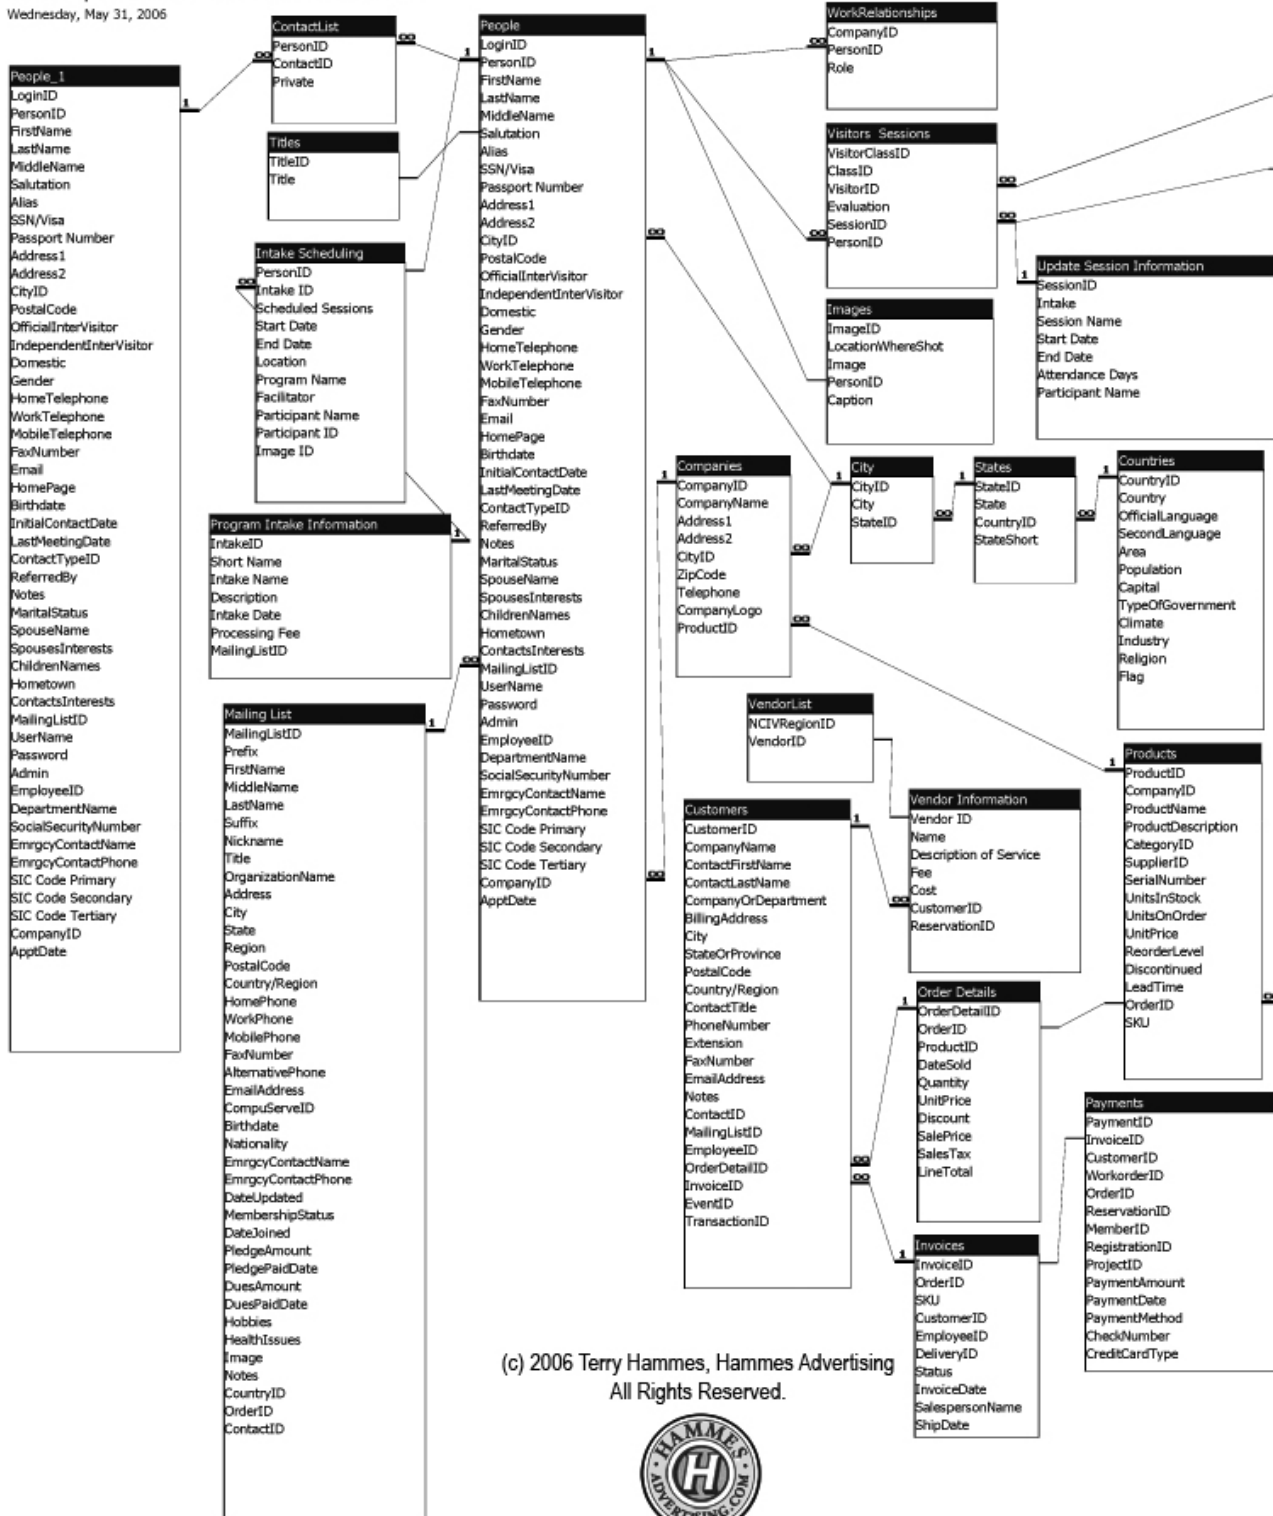 Wednesday, May 31, 2006
People_1
LoginID
PersonID
FirstName
LastName
MiddleName
Salutation
Alias
SSN/Visa
Passport Number
Address1
Address2
CityID
PostalCode
OfficialInterVisitor
IndependentInterVisitor
Domestic
Gender
HomeTelephone
WorkTelephone
MobileTelephone
FaxNumber
Email
HomePage
Birthdate
InitialContactDate
LastMeetingDate
ContactTypeID
ReferredBy
Notes
MaritalStatus
SpouseName
SpousesInterests
ChildrenNames
Hometown
ContactsInterests
MailingListID
UserName
Password
Admin
EmployeeID
DepartmentName
SocialSecurityNumber
EmrgcyContactName
EmrgcyContactPhone
SIC Code Primary
SIC Code Secondary
SIC Code Tertiary
CompanyID
ApptDate
ContactList
PersonID
ContactID
Private
Titles
TitleID
Title
Intake Scheduling
PersonID
Intake ID
Scheduled Sessions
Start Date
End Date
Location
Program Name
Facilitator
Participant Name
Participant ID
Image ID
Program Intake Information
IntakeID
Short Name
Intake Name
Description
Intake Date
Processing Fee
MailingListID
Mailing List
MailingListID
Prefix
FirstName
MiddleName
LastName
Suffix
Nickname
Title
OrganizationName
Address
City
State
Region
PostalCode
Country/Region
HomePhone
WorkPhone
MobilePhone
FaxNumber
AlternativePhone
EmailAddress
CompuServeID
Birthdate
Nationality
EmrgcyContactName
EmrgcyContactPhone
DateUpdated
MembershipStatus
DateJoined
PledgeAmount
PledgePaidDate
DuesAmount
DuesPaidDate
Hobbies
HealthIssues
Image
Notes
CountryID
OrderID
ContactID
People
LoginID
PersonID
FirstName
LastName
MiddleName
Salutation
Alias
SSN/Visa
Passport Number
Address1
Address2
CityID
PostalCode
OfficialInterVisitor
IndependentInterVisitor
Domestic
Gender
HomeTelephone
WorkTelephone
MobileTelephone
FaxNumber
Email
HomePage
Birthdate
InitialContactDate
LastMeetingDate
ContactTypeID
ReferredBy
Notes
MaritalStatus
SpouseName
SpousesInterests
ChildrenNames
Hometown
ContactsInterests
MailingListID
UserName
Password
Admin
EmployeeID
DepartmentName
SocialSecurityNumber
EmrgcyContactName
EmrgcyContactPhone
SIC Code Primary
SIC Code Secondary
SIC Code Tertiary
CompanyID
ApptDate
WorkRelationships
CompanyID
PersonID
Role
Visitors Sessions
VisitorClassID
ClassID
VisitorID
Evaluation
SessionID
PersonID
Update Session Information
SessionID
Intake
Session Name
Start Date
End Date
Attendance Days
Participant Name
Images
ImageID
LocationWhereShot
Image
PersonID
Caption
Companies
CompanyID
CompanyName
Address1
Address2
CityID
ZipCode
Telephone
CompanyLogo
ProductID
City
CityID
City
StateID
States
StateID
State
CountryID
StateShort
Countries
CountryID
Country
OfficialLanguage
SecondLanguage
Area
Population
Capital
TypeOfGovernment
Climate
Industry
Religion
Flag
VendorList
NCIVRegionID
VendorID
Vendor Information
Vendor ID
Name
Description of Service
Fee
Cost
CustomerID
ReservationID
Products
ProductID
CompanyID
ProductName
ProductDescription
CategoryID
SupplierID
SerialNumber
UnitsInStock
UnitsOnOrder
UnitPrice
ReorderLevel
Discontinued
LeadTime
OrderID
SKU
Customers
CustomerID
CompanyName
ContactFirstName
ContactLastName
CompanyOrDepartment
BillingAddress
City
StateOrProvince
PostalCode
Country/Region
ContactTitle
PhoneNumber
Extension
FaxNumber
EmailAddress
Notes
ContactID
MailingListID
EmployeeID
OrderDetailID
InvoiceID
EventID
TransactionID
Order Details
OrderDetailID
OrderID
ProductID
DateSold
Quantity
UnitPrice
Discount
SalePrice
SalesTax
LineTotal
Invoices
InvoiceID
OrderID
SKU
CustomerID
EmployeeID
DeliveryID
Status
InvoiceDate
SalespersonName
ShipDate
Payments
PaymentID
InvoiceID
CustomerID
WorkorderID
OrderID
ReservationID
MemberID
RegistrationID
ProjectID
PaymentAmount
PaymentDate
PaymentMethod
CheckNumber
CreditCardType
(c) 2006 Terry Hammes, Hammes Advertising
All Rights Reserved.
HAMMES
H
ADVERTISING.COM